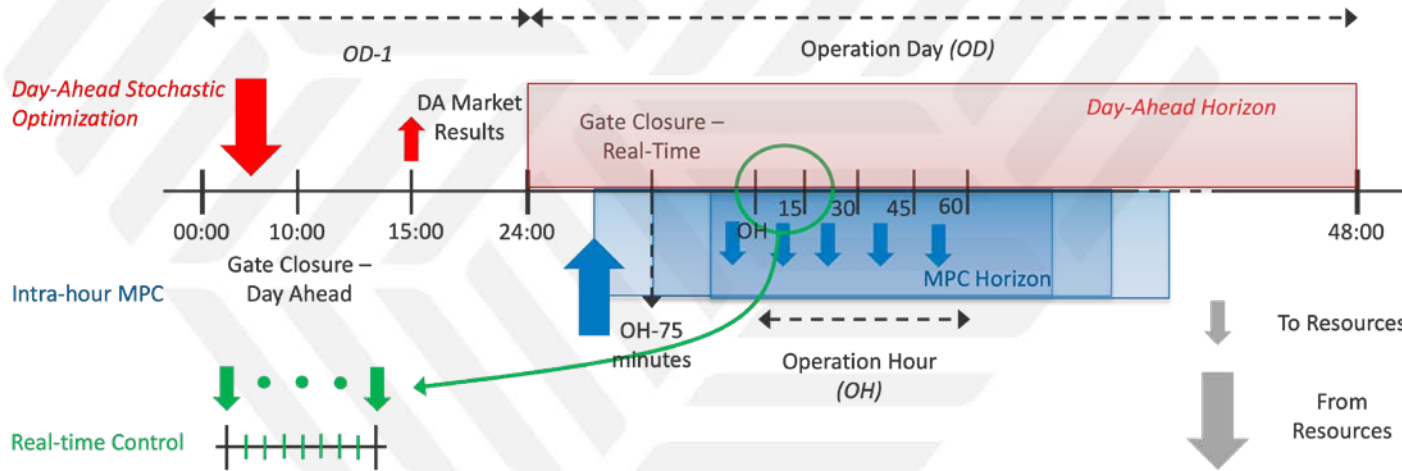 OD-1
Operation Day (OD)
Day-Ahead Stochastic
Optimization
DA Market
Results
Gate Closure –
Real-Time
Day-Ahead Horizon
15
30
45
60
OH
00:00
10:00
15:00
24:00
48:00
Gate Closure –
Day Ahead
Intra-hour MPC
MPC Horizon
OH-75
minutes
Operation Hour
(OH)
To Resources
From
Resources
Real-time Control